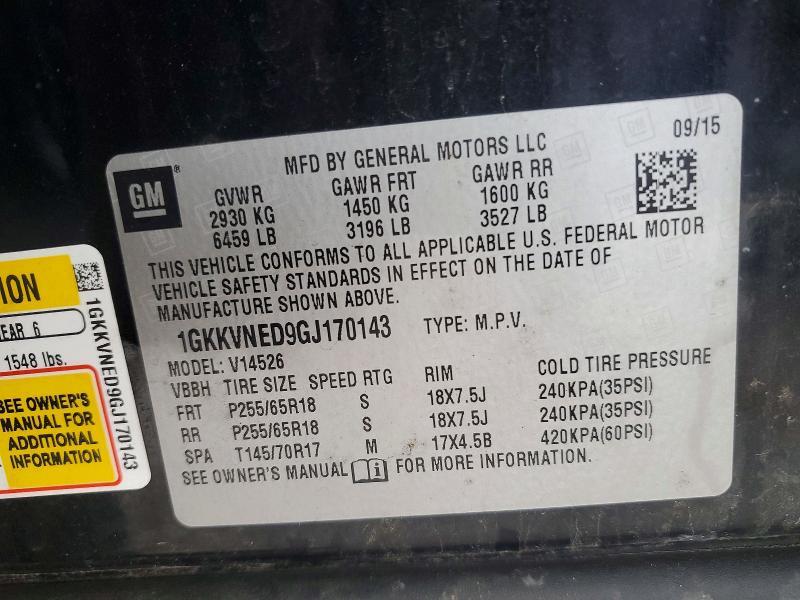 09/15
MFD BY GENERAL MOTORS LLC
GM
GVWR GAWR FRT GAWR RR
2930 KG 1450 KG 1600 KG
6459 LB 3196 LB 3527 LB
THIS VEHICLE CONFORMS TO ALL APPLICABLE U.S. FEDERAL MOTOR
VEHICLE SAFETY STANDARDS IN EFFECT ON THE DATE OF
MANUFACTURE SHOWN ABOVE.
1GKKVNED9GJ170143 TYPE: M.P.V.
MODEL: V14526
VBBH TIRE SIZE SPEED RTG RIM COLD TIRE PRESSURE
FRT P255/65R18 S 18X7.5J 240KPA(35PSI)
RR P255/65R18 S 18X7.5J 240KPA(35PSI)
SPA T145/70R17 M 17X4.5B 420KPA(60PSI)
SEE OWNER'S MANUAL FOR MORE INFORMATION.
ION
EAR 6
1548 lbs.
SEE OWNER'S
MANUAL FOR
ADDITIONAL
INFORMATION
1GKKVNED9GJ170143